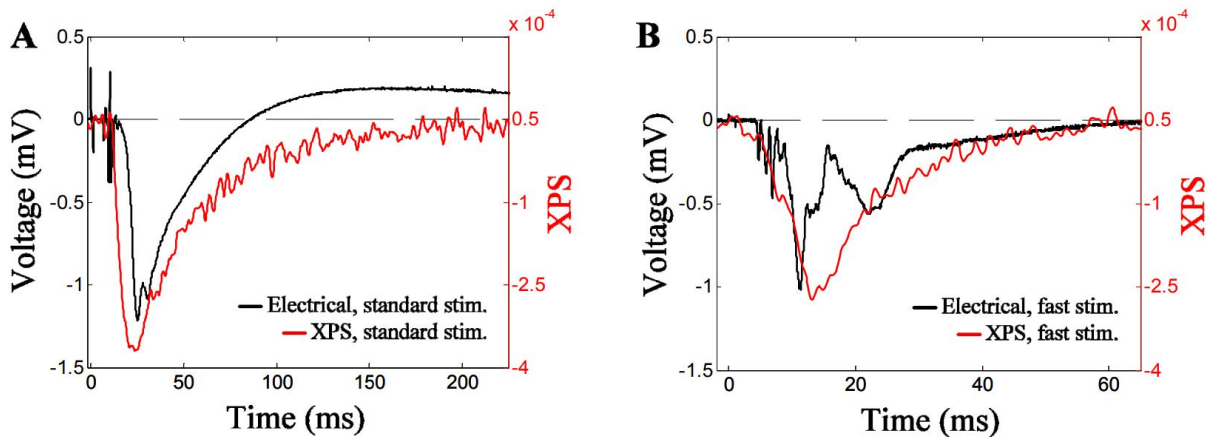 A
x 10⁻⁴
0.5
0
-0.5
-1
-1.5
Voltage (mV)
0.5
-1
-2.5
-4
XPS
Electrical, standard stim.
XPS, standard stim.
0
50
100
150
200
Time (ms)
B
x 10⁻⁴
0.5
0
-0.5
-1
-1.5
Voltage (mV)
0.5
-1
-2.5
-4
XPS
Electrical, fast stim.
XPS, fast stim.
0
20
40
60
Time (ms)